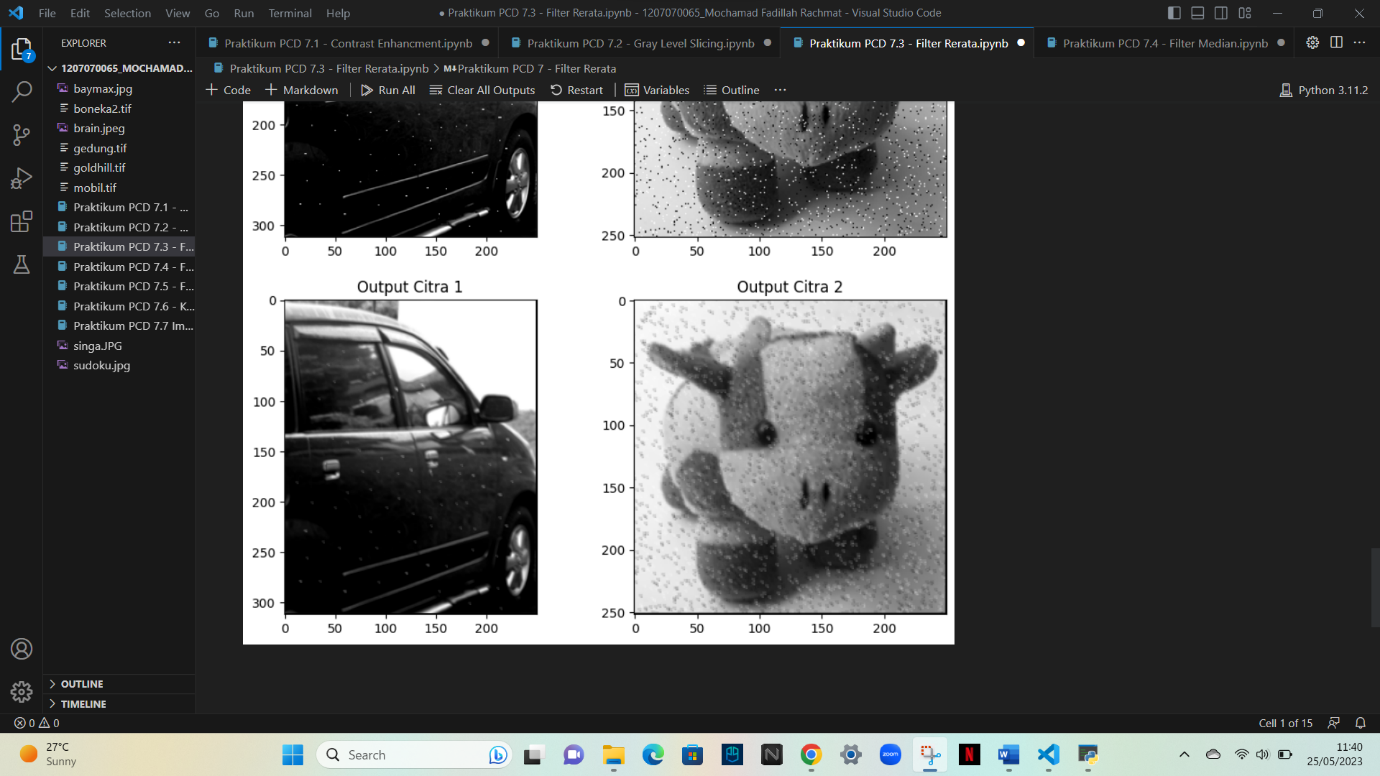 File Edit Selection View Go Run Terminal Help
● Praktikum PCD 7.3 - Filter Rerata.ipynb - 1207070065_Mochamad Fadillah Rachmat - Visual Studio Code
EXPLORER
Praktikum PCD 7.1 - Contrast Enhancment.ipynb
Praktikum PCD 7.2 - Gray Level Slicing.ipynb
Praktikum PCD 7.3 - Filter Rerata.ipynb
Praktikum PCD 7.4 - Filter Median.ipynb
1207070065_MOCHAMAD...
Praktikum PCD 7.3 - Filter Rerata.ipynb > M↓ Praktikum PCD 7 - Filter Rerata
+ Code + Markdown Run All Clear All Outputs Restart Variables Outline ... Python 3.11.2
7
baymax.jpg
boneka2.tif
brain.jpeg
gedung.tif
goldhill.tif
mobil.tif
Praktikum PCD 7.1 - ...
Praktikum PCD 7.2 - ...
Praktikum PCD 7.3 - F...
Praktikum PCD 7.4 - F...
Praktikum PCD 7.5 - F...
Praktikum PCD 7.6 - K...
Praktikum PCD 7.7 Im...
singa.JPG
sudoku.jpg
OUTLINE
TIMELINE
200
250
300
0 50 100 150 200
150
200
250
0 50 100 150 200
Output Citra 1
0
50
100
150
200
250
300
0 50 100 150 200
Output Citra 2
0
50
100
150
200
250
0 50 100 150 200
0 0
Cell 1 of 15
27°C
Sunny
Search
zoom
11:40
25/05/2023